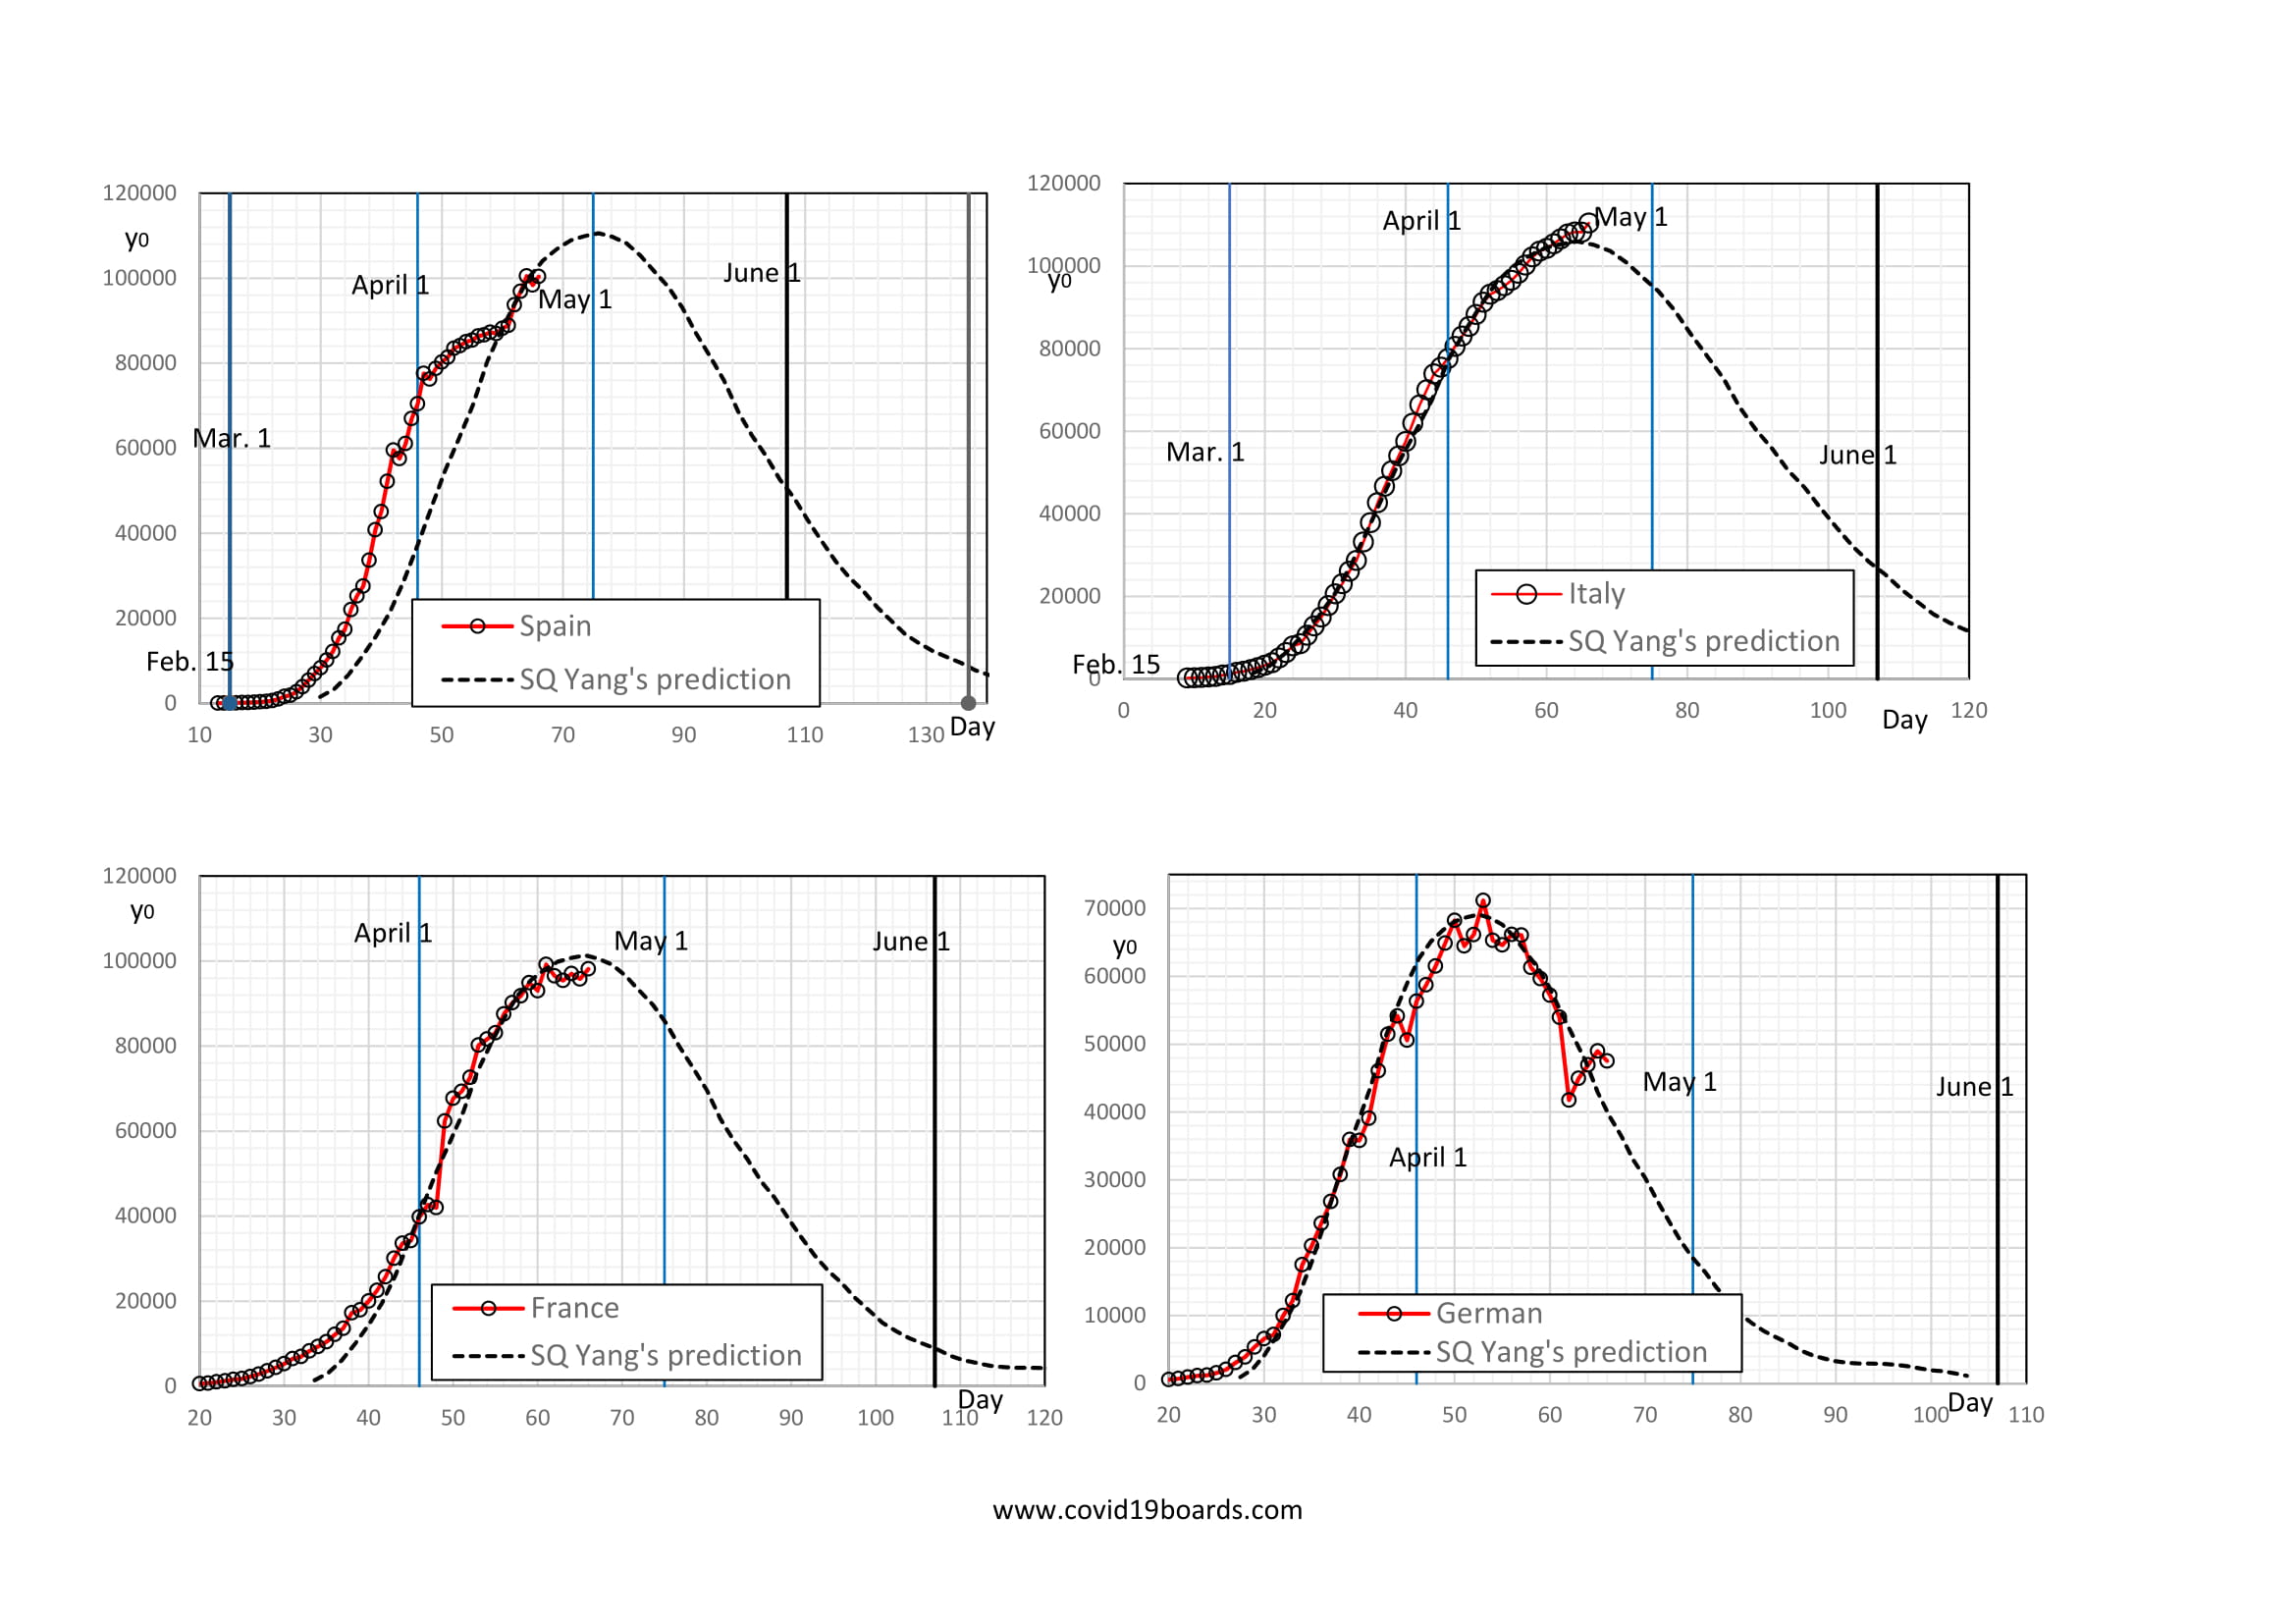 120000
y0
100000
80000
60000
40000
20000
0
April 1
May 1
June 1
Mar. 1
Feb. 15
Spain
SQ Yang's prediction
10 30 50 70 90 110 130 Day
120000
100000
y0
80000
60000
40000
20000
0
April 1
May 1
Mar. 1
June 1
Feb. 15
Italy
SQ Yang's prediction
0 20 40 60 80 100 120
Day
120000
y0
100000
80000
60000
40000
20000
0
April 1
May 1
June 1
France
SQ Yang's prediction
Day
20 30 40 50 60 70 80 90 100 110 120
70000
y0
60000
50000
40000
30000
20000
10000
0
May 1
June 1
April 1
German
SQ Yang's prediction
Day
20 30 40 50 60 70 80 90 100 110
www.covid19boards.com